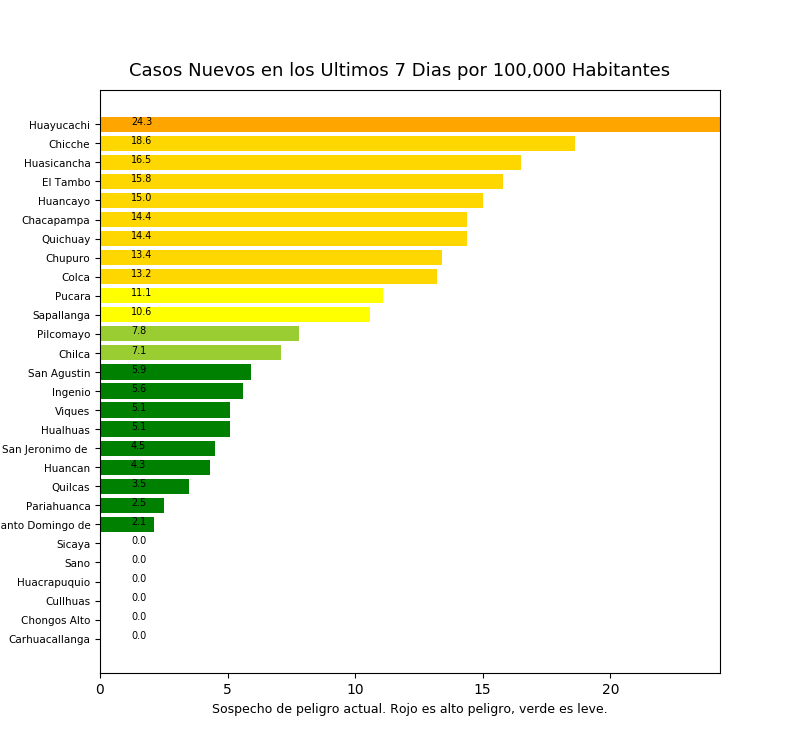 Casos Nuevos en los Ultimos 7 Dias por 100,000 Habitantes
Huayucachi 24.3
Chicche 18.6
Huasicancha 16.5
El Tambo 15.8
Huancayo 15.0
Chacapampa 14.4
Quichuay 14.4
Chupuro 13.4
Colca 13.2
Pucara 11.1
Sapallanga 10.6
Pilcomayo 7.8
Chilca 7.1
San Agustin 5.9
Ingenio 5.6
Viques 5.1
Hualhuas 5.1
San Jeronimo de 4.5
Huancan 4.3
Quilcas 3.5
Pariahuanca 2.5
anto Domingo de 2.1
Sicaya 0.0
Sano 0.0
Huacrapuquio 0.0
Cullhuas 0.0
Chongos Alto 0.0
Carhuacallanga 0.0
0 5 10 15 20
Sospecho de peligro actual. Rojo es alto peligro, verde es leve.